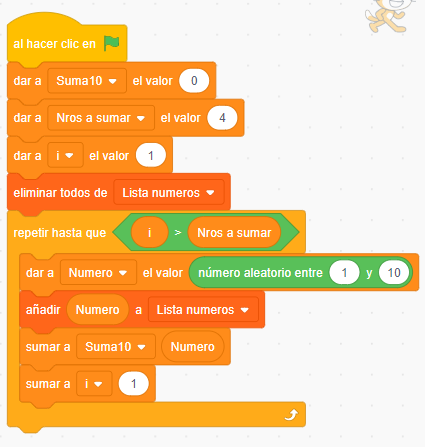 al hacer clic en
dar a Suma10 el valor 0
dar a Nros a sumar el valor 4
dar a i el valor 1
eliminar todos de Lista numeros
repetir hasta que i > Nros a sumar
dar a Numero el valor número aleatorio entre 1 y 10
añadir Numero a Lista numeros
sumar a Suma10 Numero
sumar a i 1